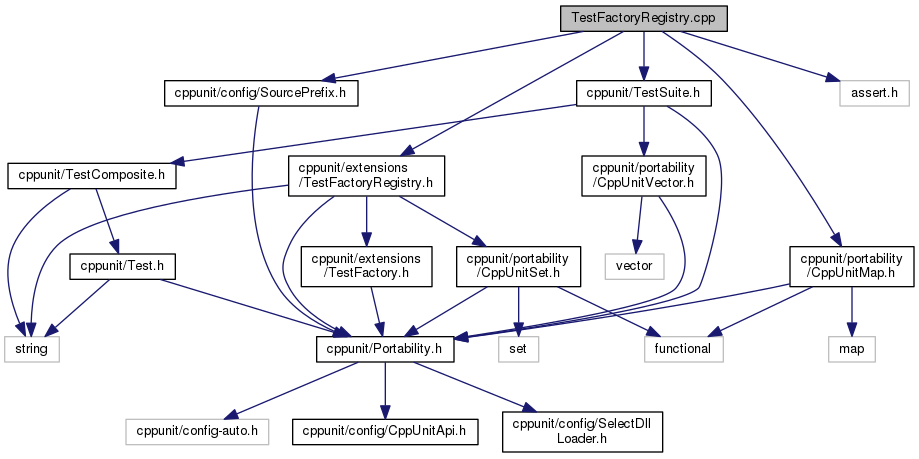 TestFactoryRegistry.cpp
cppunit/config/SourcePrefix.h
cppunit/TestSuite.h
assert.h
cppunit/TestComposite.h
cppunit/extensions
/TestFactoryRegistry.h
cppunit/portability
/CppUnitVector.h
cppunit/Test.h
cppunit/extensions
/TestFactory.h
cppunit/portability
/CppUnitSet.h
vector
cppunit/portability
/CppUnitMap.h
string
cppunit/Portability.h
set
functional
map
cppunit/config-auto.h
cppunit/config/CppUnitApi.h
cppunit/config/SelectDll
Loader.h